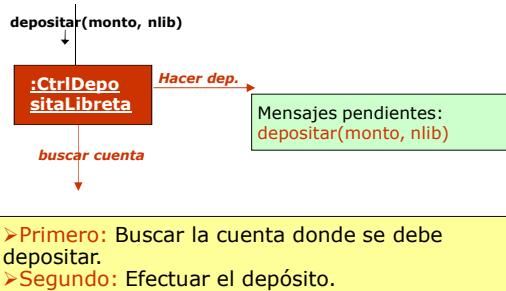 depositar(monto, nlib)
:CtrlDepo
sitaLibreta
Hacer dep.
Mensajes pendientes:
depositar(monto, nlib)
buscar cuenta
➢Primero: Buscar la cuenta donde se debe
depositar.
➢Segundo: Efectuar el depósito.